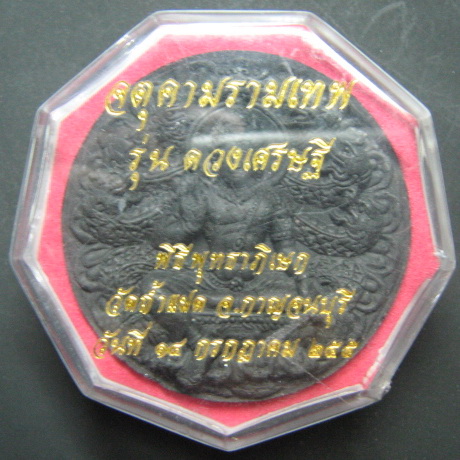 จตุคามรามเทพ
รุ่น ดวงเศรษฐี
พิธีพุทธาภิเษก
อ.กาญจนบุรี
วันที่ ๑๔ กรกฎาคม ๒๕๕